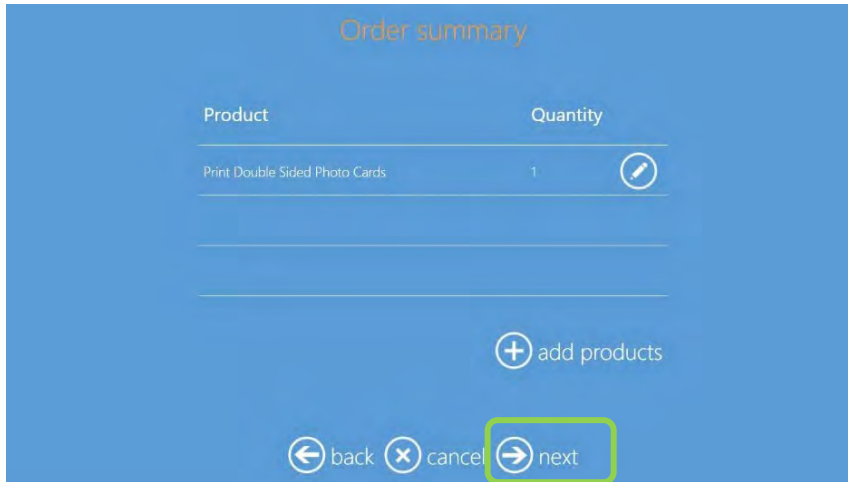 Order summary
Product Quantity
Print Double Sided Photo Cards 1
add products
back cancel next